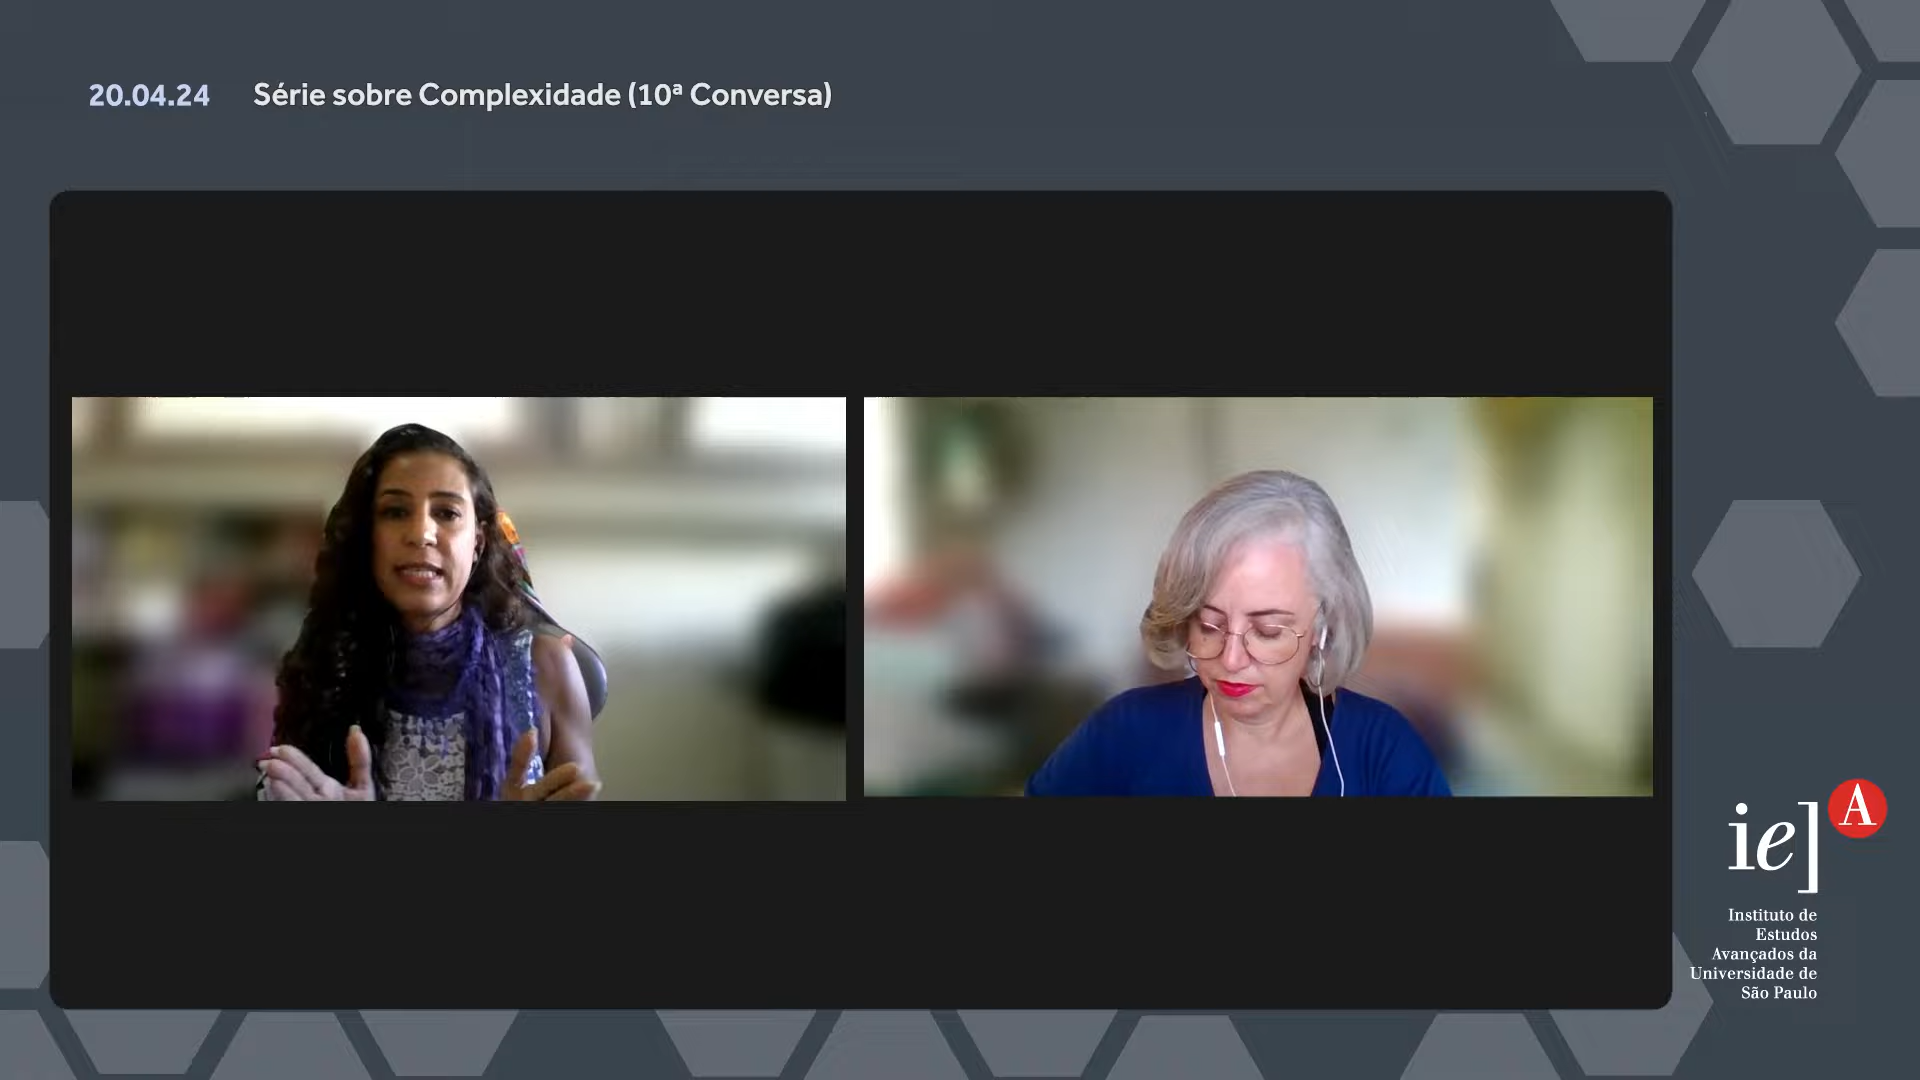 20.04.24 Série sobre Complexidade (10ª Conversa)
ie] A
Instituto de
Estudos
Avançados da
Universidade de
São Paulo